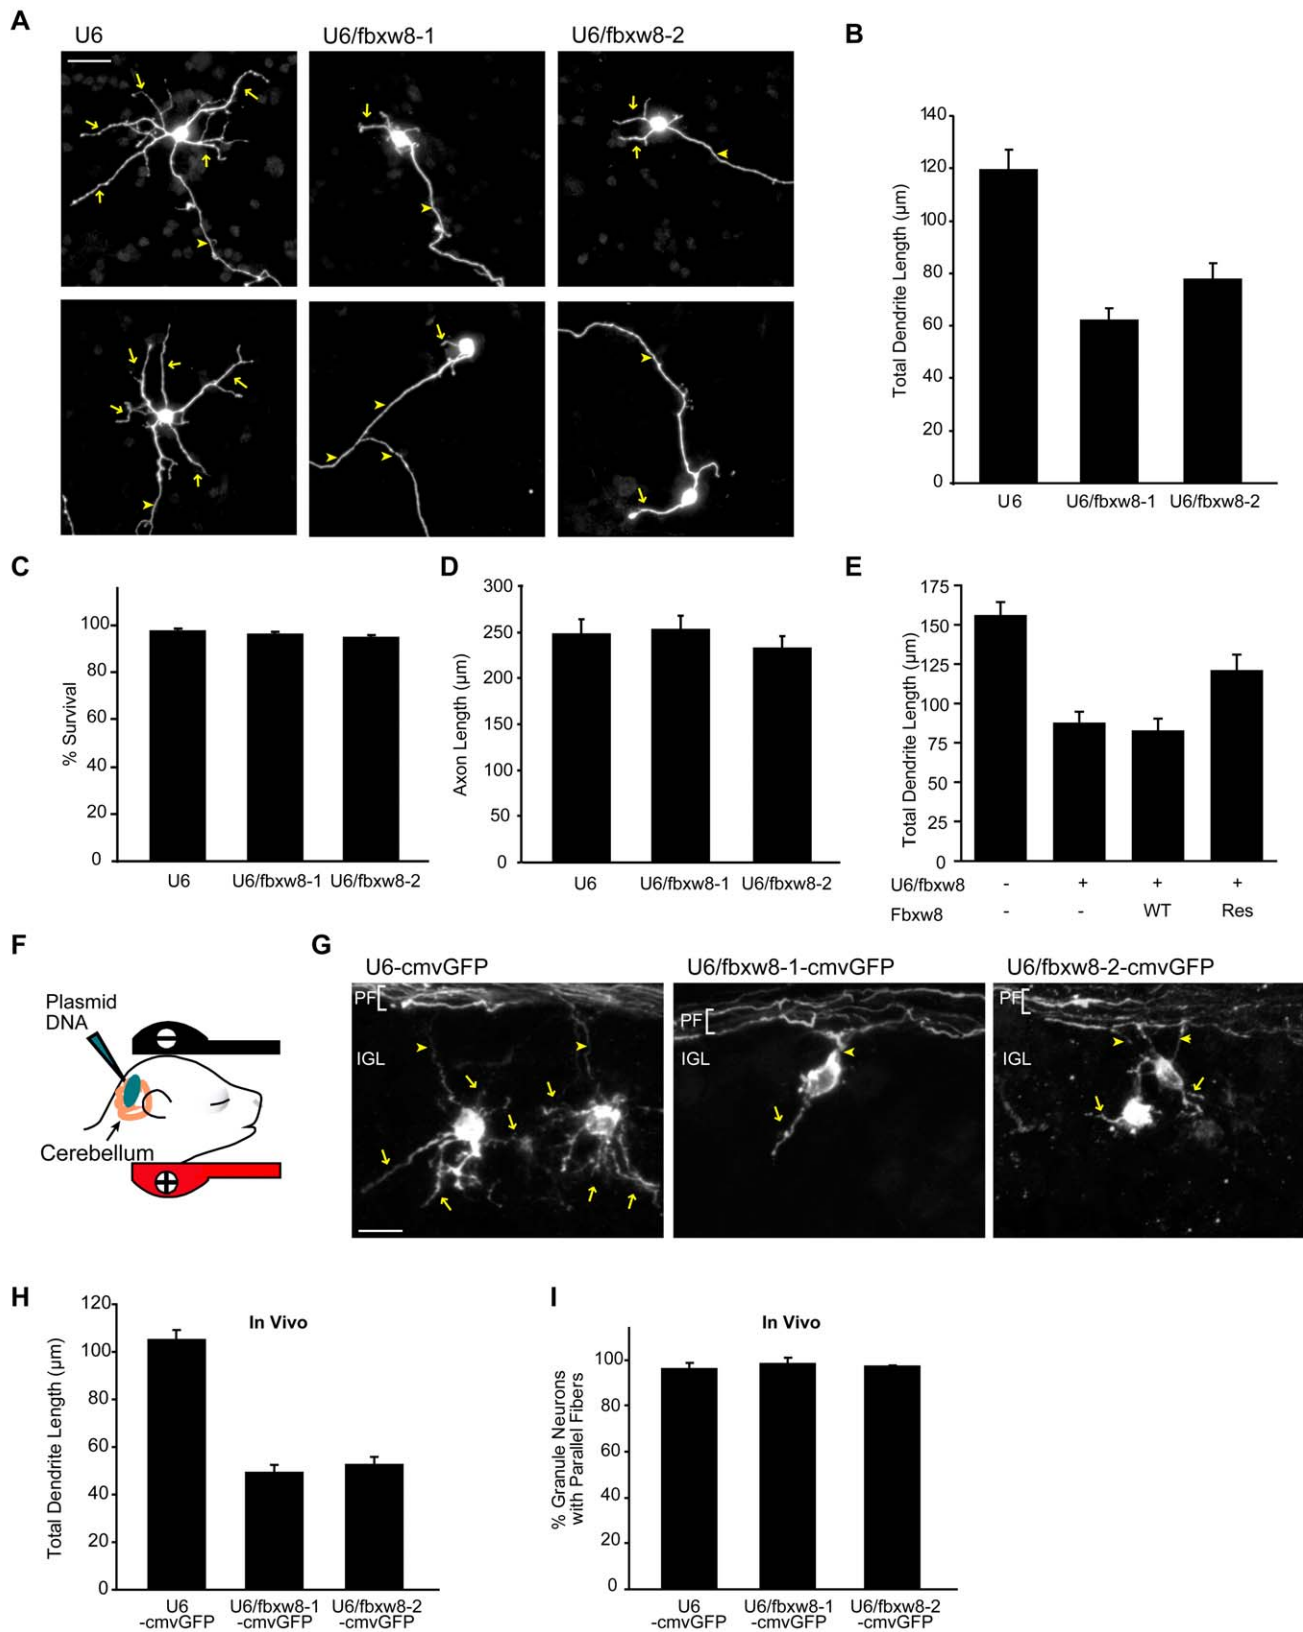 A
U6
U6/fbxw8-1
U6/fbxw8-2
B
Total Dendrite Length (µm)
140
120
100
80
60
40
20
0
U6
U6/fbxw8-1
U6/fbxw8-2
C
% Survival
100
80
60
40
20
0
U6
U6/fbxw8-1
U6/fbxw8-2
D
Axon Length (µm)
300
250
200
150
100
50
0
U6
U6/fbxw8-1
U6/fbxw8-2
E
Total Dendrite Length (µm)
175
150
125
100
75
50
25
0
U6/fbxw8 - + + +
Fbxw8 - - WT Res
F
Plasmid
DNA
Cerebellum
G
U6-cmvGFP
U6/fbxw8-1-cmvGFP
U6/fbxw8-2-cmvGFP
PF
IGL
PF
IGL
PF
IGL
H
In Vivo
Total Dendrite Length (µm)
120
100
80
60
40
20
0
U6
-cmvGFP
U6/fbxw8-1
-cmvGFP
U6/fbxw8-2
-cmvGFP
I
In Vivo
% Granule Neurons
with Parallel Fibers
100
80
60
40
20
0
U6
-cmvGFP
U6/fbxw8-1
-cmvGFP
U6/fbxw8-2
-cmvGFP